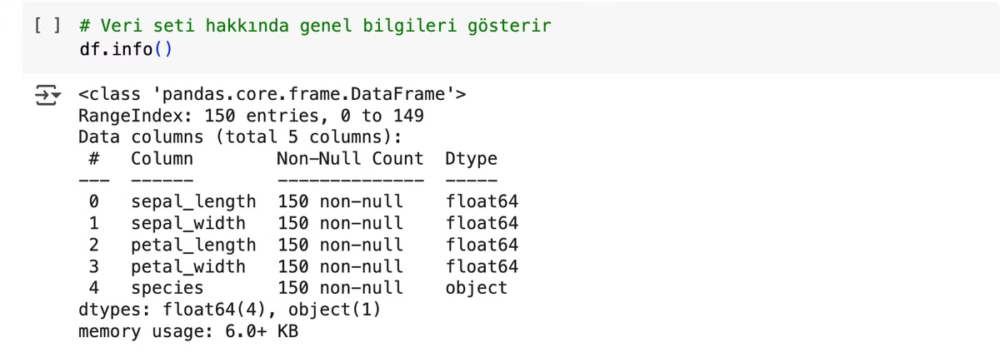 [ ] # Veri seti hakkında genel bilgileri gösterir
df.info()
<class 'pandas.core.frame.DataFrame'>
RangeIndex: 150 entries, 0 to 149
Data columns (total 5 columns):
 #   Column        Non-Null Count  Dtype
---  ------        --------------  -----
 0   sepal_length  150 non-null    float64
 1   sepal_width   150 non-null    float64
 2   petal_length  150 non-null    float64
 3   petal_width   150 non-null    float64
 4   species       150 non-null    object
dtypes: float64(4), object(1)
memory usage: 6.0+ KB